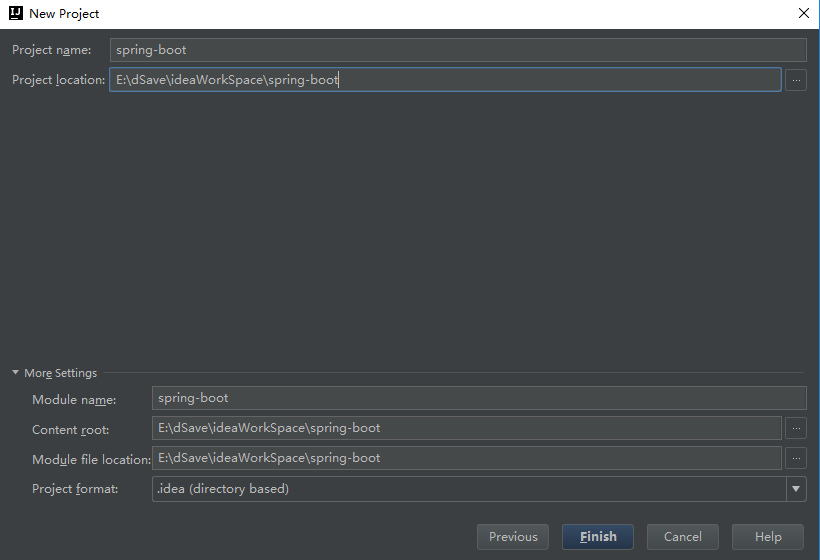 New Project
Project name: spring-boot
Project location: E:\dSave\ideaWorkSpace\spring-boot ...
More Settings
Module name: spring-boot
Content root: E:\dSave\ideaWorkSpace\spring-boot ...
Module file location: E:\dSave\ideaWorkSpace\spring-boot ...
Project format: .idea (directory based)
Previous Finish Cancel Help